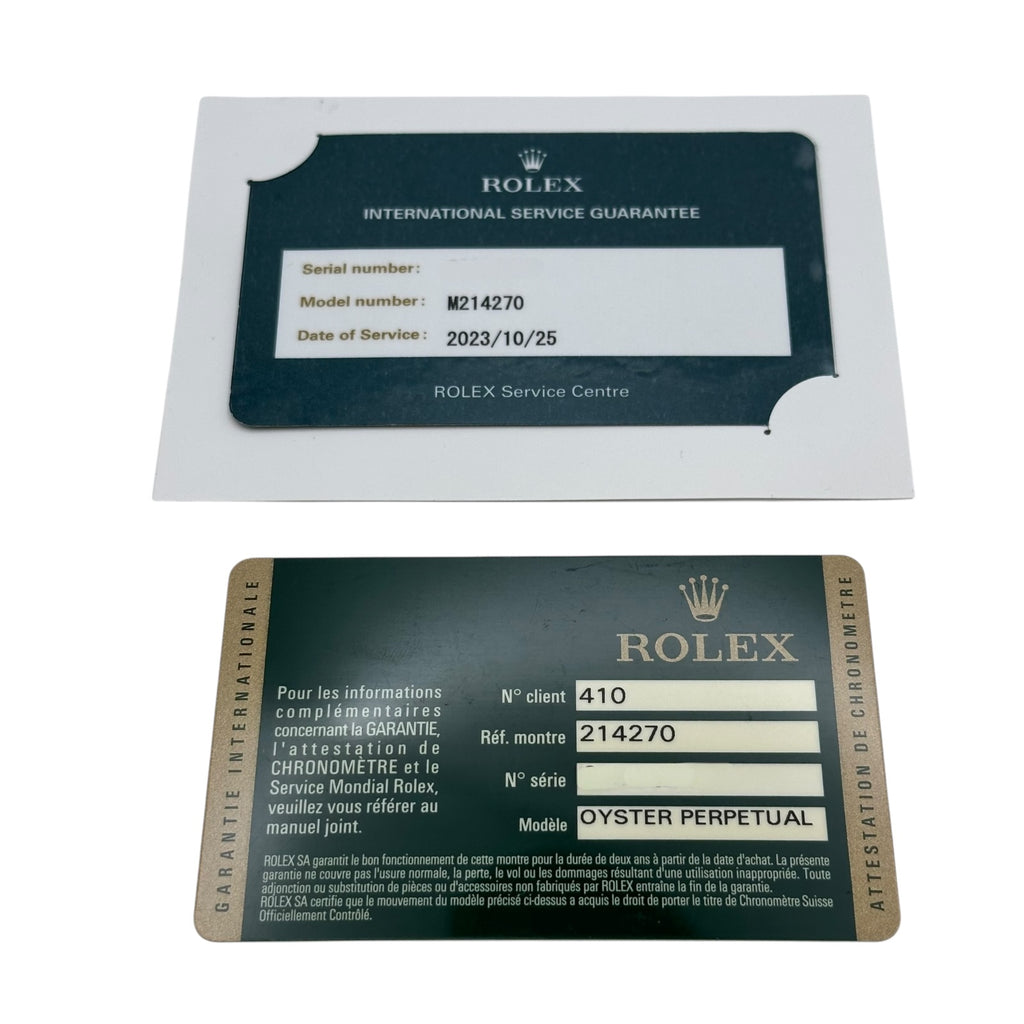 ROLEX
INTERNATIONAL SERVICE GUARANTEE
Serial number:
Model number: M214270
Date of Service: 2023/10/25
ROLEX Service Centre
GARANTIE INTERNATIONALE
ROLEX
Pour les informations
complémentaires
concernant la GARANTIE,
l'attestation de
CHRONOMÈTRE et le
Service Mondial Rolex,
veuillez vous référer au
manuel joint.
N° client 410
Réf. montre 214270
N° série
Modèle OYSTER PERPETUAL
ROLEX SA garantit le bon fonctionnement de cette montre pour la durée de deux ans à partir de la date d'achat. La présente
garantie ne couvre pas l'usure normale, la perte, le vol ou les dommages résultant d'une utilisation inappropriée. Toute
adjonction ou substitution de pièces ou d'accessoires non fabriqués par ROLEX entraîne la fin de la garantie.
ROLEX SA certifie que le mouvement du modèle précisé ci-dessus a acquis le droit de porter le titre de Chronomètre Suisse
Officiellement Contrôlé.
ATTESTATION DE CHRONOMETRE